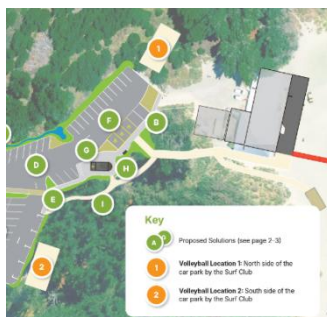 1
F
B
G
D
H
E
I
2
Key
A
Proposed Solutions (see page 2-3)
1
Volleyball Location 1: North side of the
car park by the Surf Club
2
Volleyball Location 2: South side of the
car park by the Surf Club